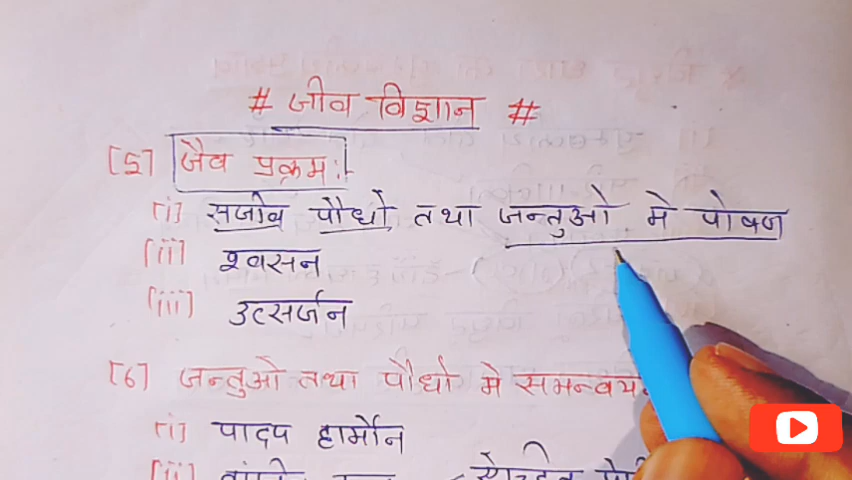 # जीव विज्ञान #
[5] जैव प्रक्रम :-
[i] सजीव पौधों तथा जन्तुओ मे पोषण
[ii] श्वसन
[iii] उत्सर्जन
[6] जन्तुओ तथा पौधों मे समन्वय
[i] पादप हार्मोन
[ii]